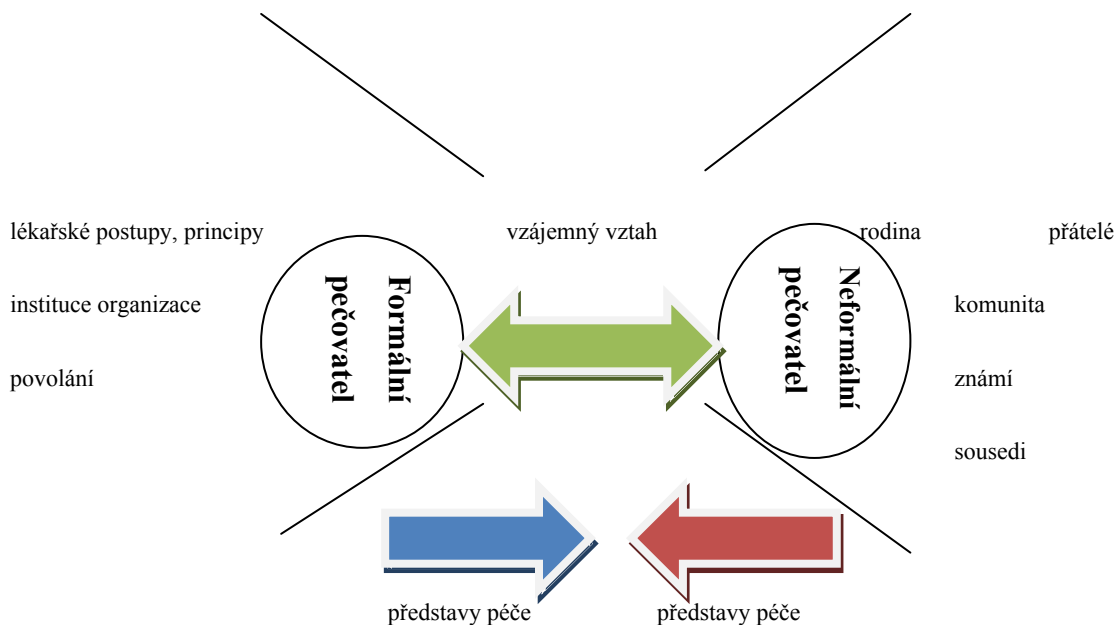 lékařské postupy, principy
vzájemný vztah
rodina
přátelé
instituce organizace
Formální
pečovatel
Neformální
pečovatel
komunita
povolání
známí
sousedi
představy péče
představy péče